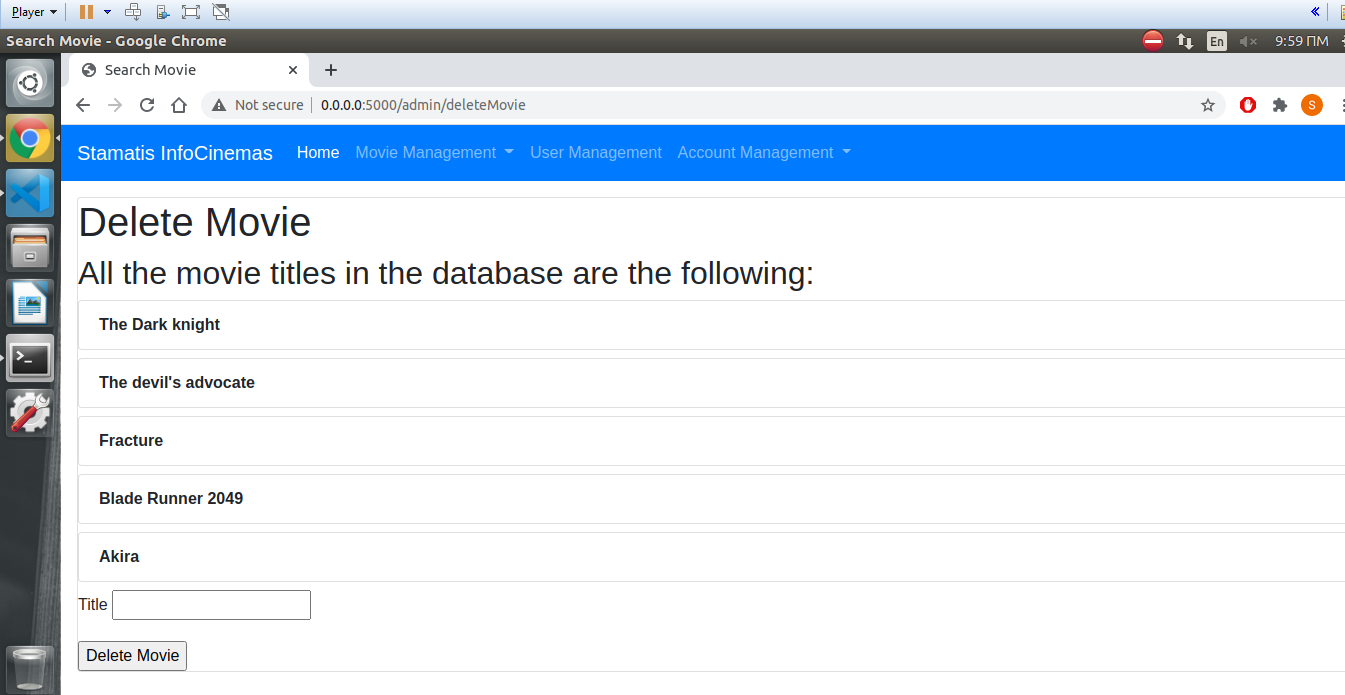 Player
Search Movie - Google Chrome
En
9:59 ΠΜ
Search Movie
Not secure
0.0.0.0:5000/admin/deleteMovie
S
Stamatis InfoCinemas Home Movie Management User Management Account Management
Delete Movie
All the movie titles in the database are the following:
The Dark knight
The devil's advocate
Fracture
Blade Runner 2049
Akira
Title
Delete Movie